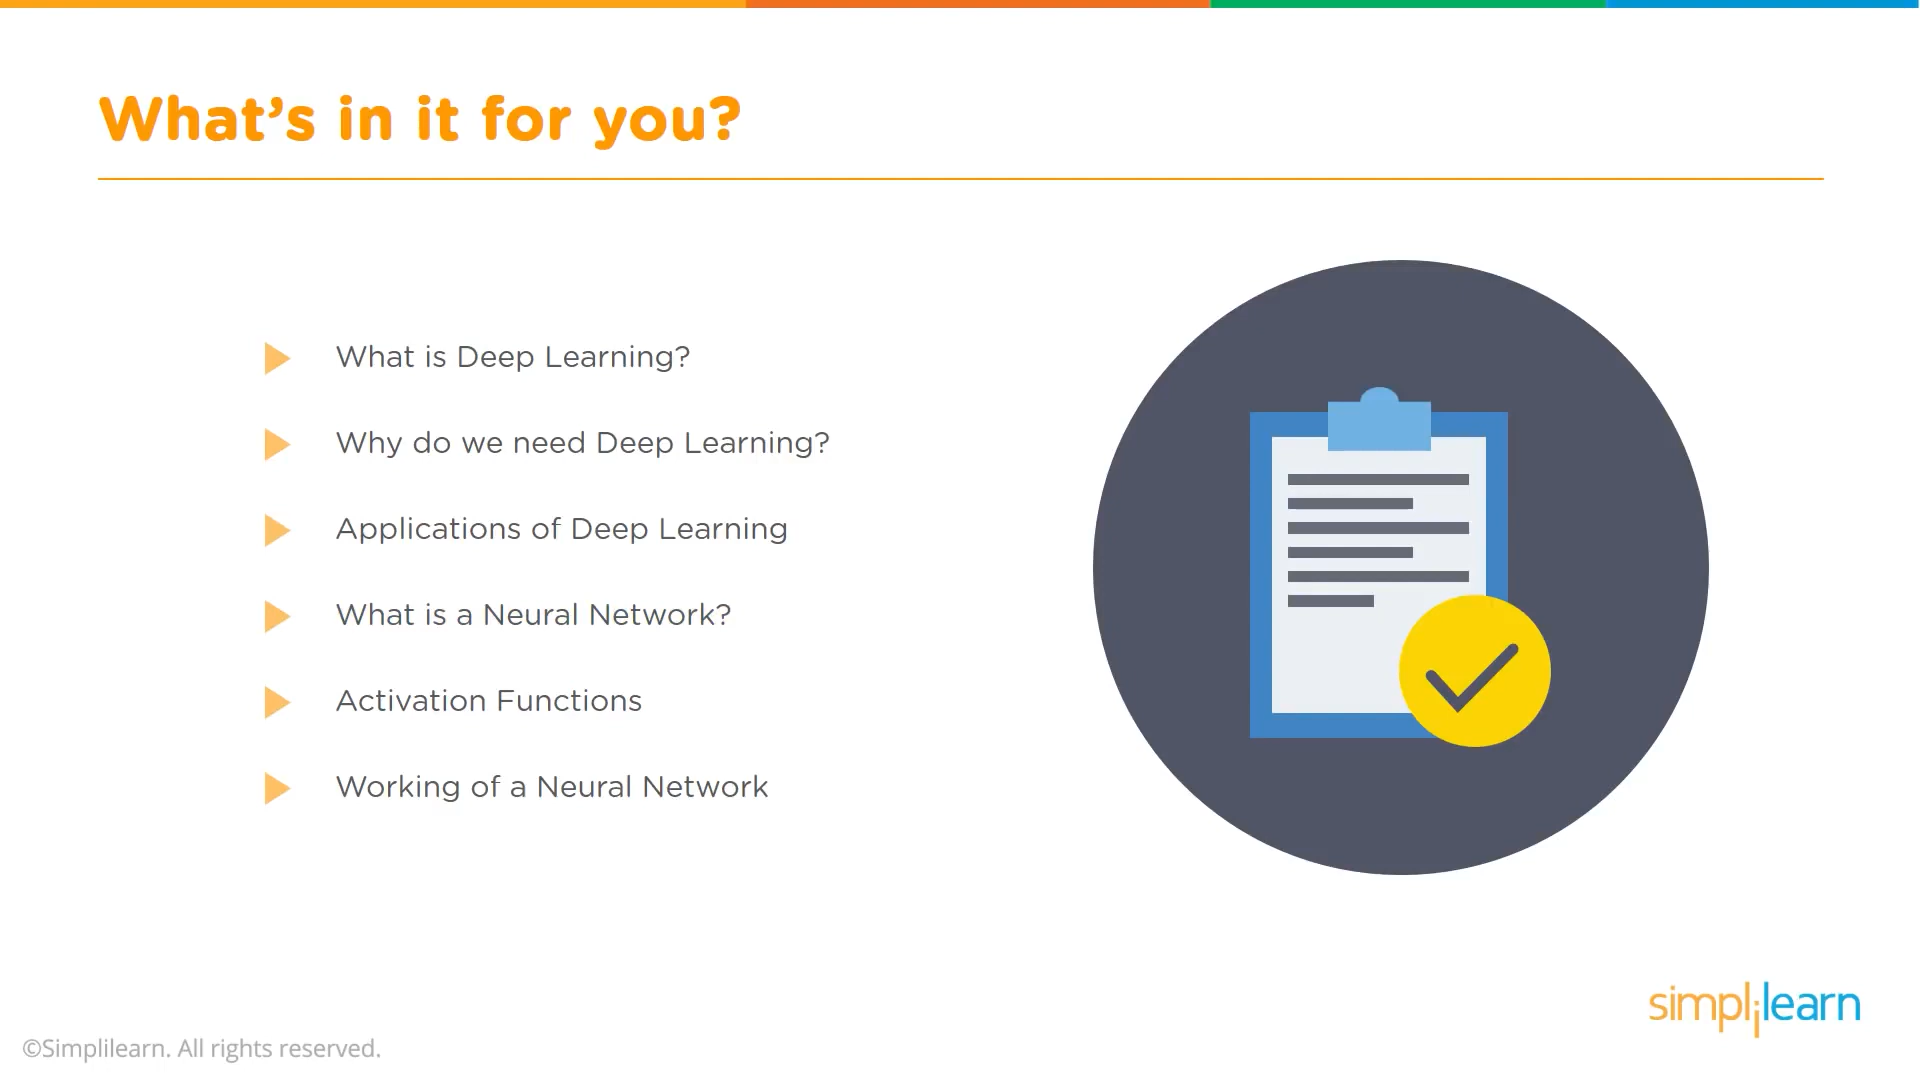 What’s in it for you?
What is Deep Learning?
Why do we need Deep Learning?
Applications of Deep Learning
What is a Neural Network?
Activation Functions
Working of a Neural Network
simplilearn
©Simplilearn. All rights reserved.